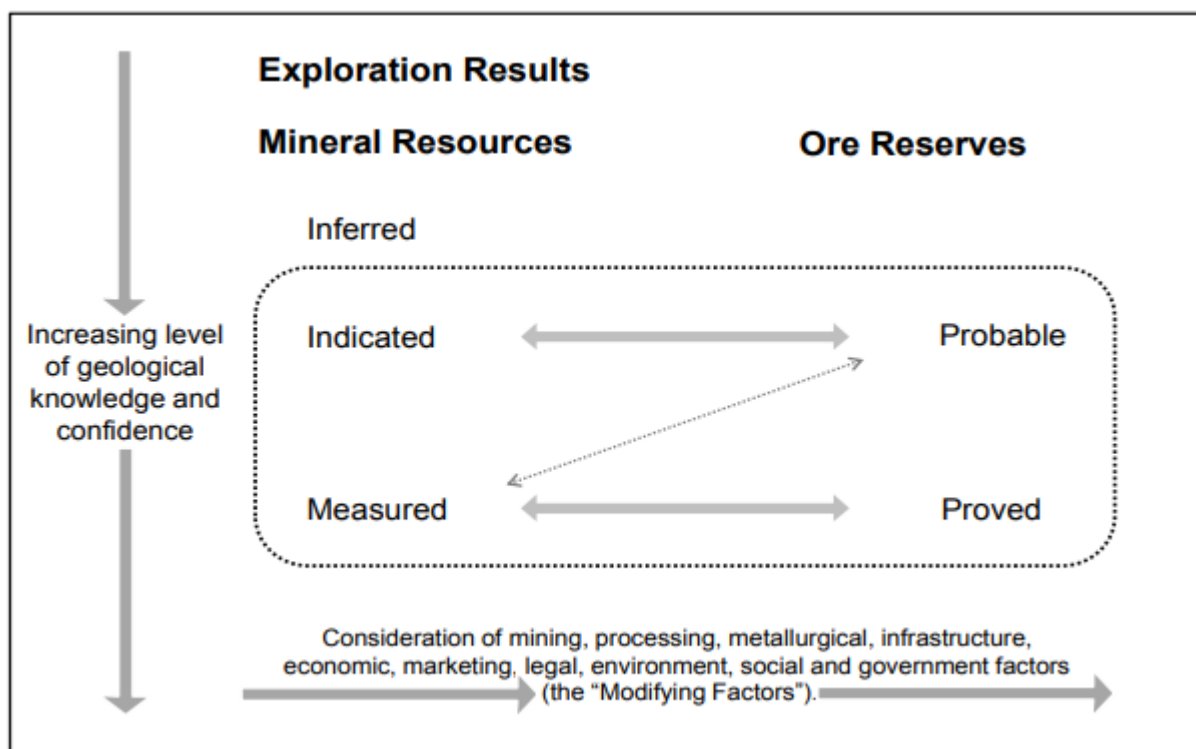 Exploration Results
Mineral Resources
Ore Reserves
Inferred
Increasing level
of geological
knowledge and
confidence
Indicated
Probable
Measured
Proved
Consideration of mining, processing, metallurgical, infrastructure,
economic, marketing, legal, environment, social and government factors
(the “Modifying Factors”).